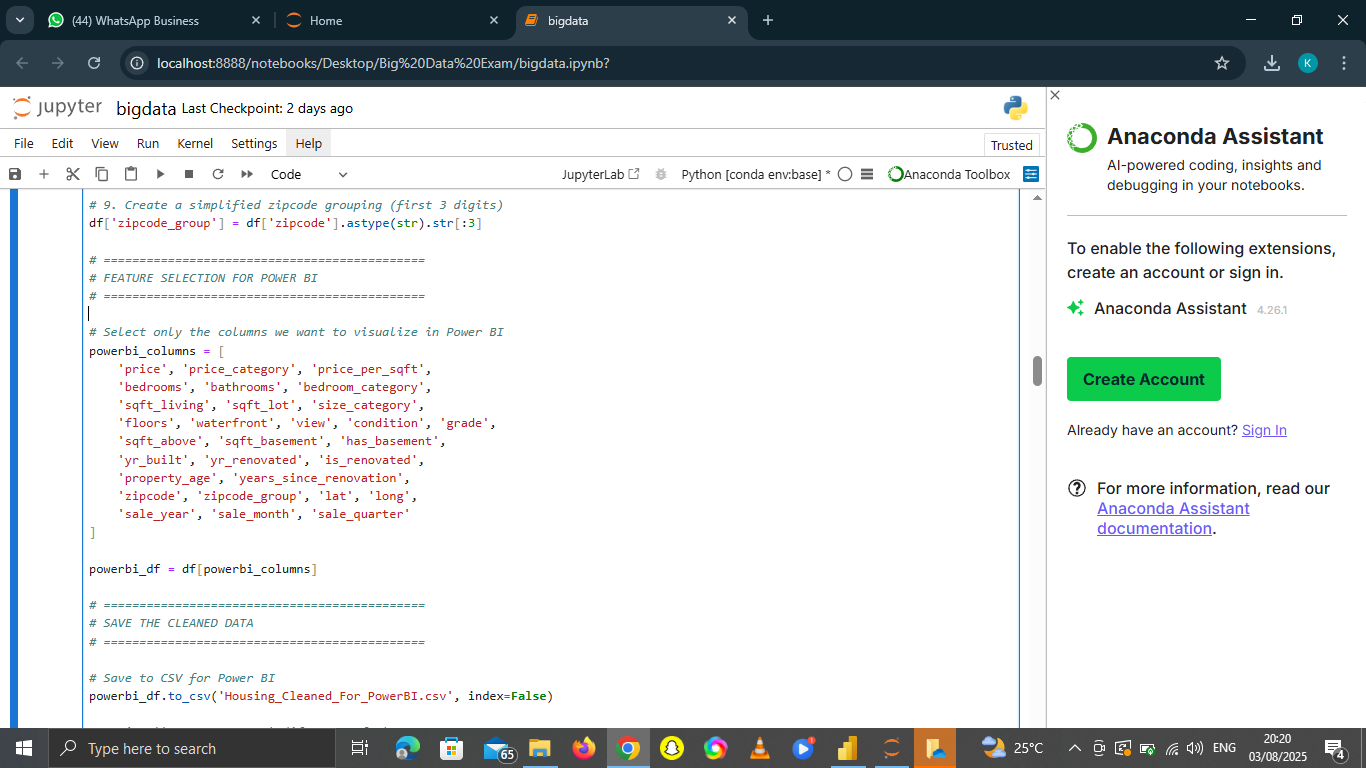 (44) WhatsApp Business
Home
bigdata
localhost:8888/notebooks/Desktop/Big%20Data%20Exam/bigdata.ipynb?
K
jupyter bigdata Last Checkpoint: 2 days ago
File Edit View Run Kernel Settings Help
Trusted
Code
JupyterLab
Python [conda env:base] *
Anaconda Toolbox
# 9. Create a simplified zipcode grouping (first 3 digits)
df['zipcode_group'] = df['zipcode'].astype(str).str[:3]
# =============================================
# FEATURE SELECTION FOR POWER BI
# =============================================
# Select only the columns we want to visualize in Power BI
powerbi_columns = [
'price', 'price_category', 'price_per_sqft',
'bedrooms', 'bathrooms', 'bedroom_category',
'sqft_living', 'sqft_lot', 'size_category',
'floors', 'waterfront', 'view', 'condition', 'grade',
'sqft_above', 'sqft_basement', 'has_basement',
'yr_built', 'yr_renovated', 'is_renovated',
'property_age', 'years_since_renovation',
'zipcode', 'zipcode_group', 'lat', 'long',
'sale_year', 'sale_month', 'sale_quarter'
]
powerbi_df = df[powerbi_columns]
# =============================================
# SAVE THE CLEANED DATA
# =============================================
# Save to CSV for Power BI
powerbi_df.to_csv('Housing_Cleaned_For_PowerBI.csv', index=False)
Anaconda Assistant
AI-powered coding, insights and
debugging in your notebooks.
To enable the following extensions,
create an account or sign in.
Anaconda Assistant 4.26.1
Create Account
Already have an account? Sign In
For more information, read our
Anaconda Assistant
documentation.
Type here to search
65
25°C
ENG
20:20
03/08/2025
4